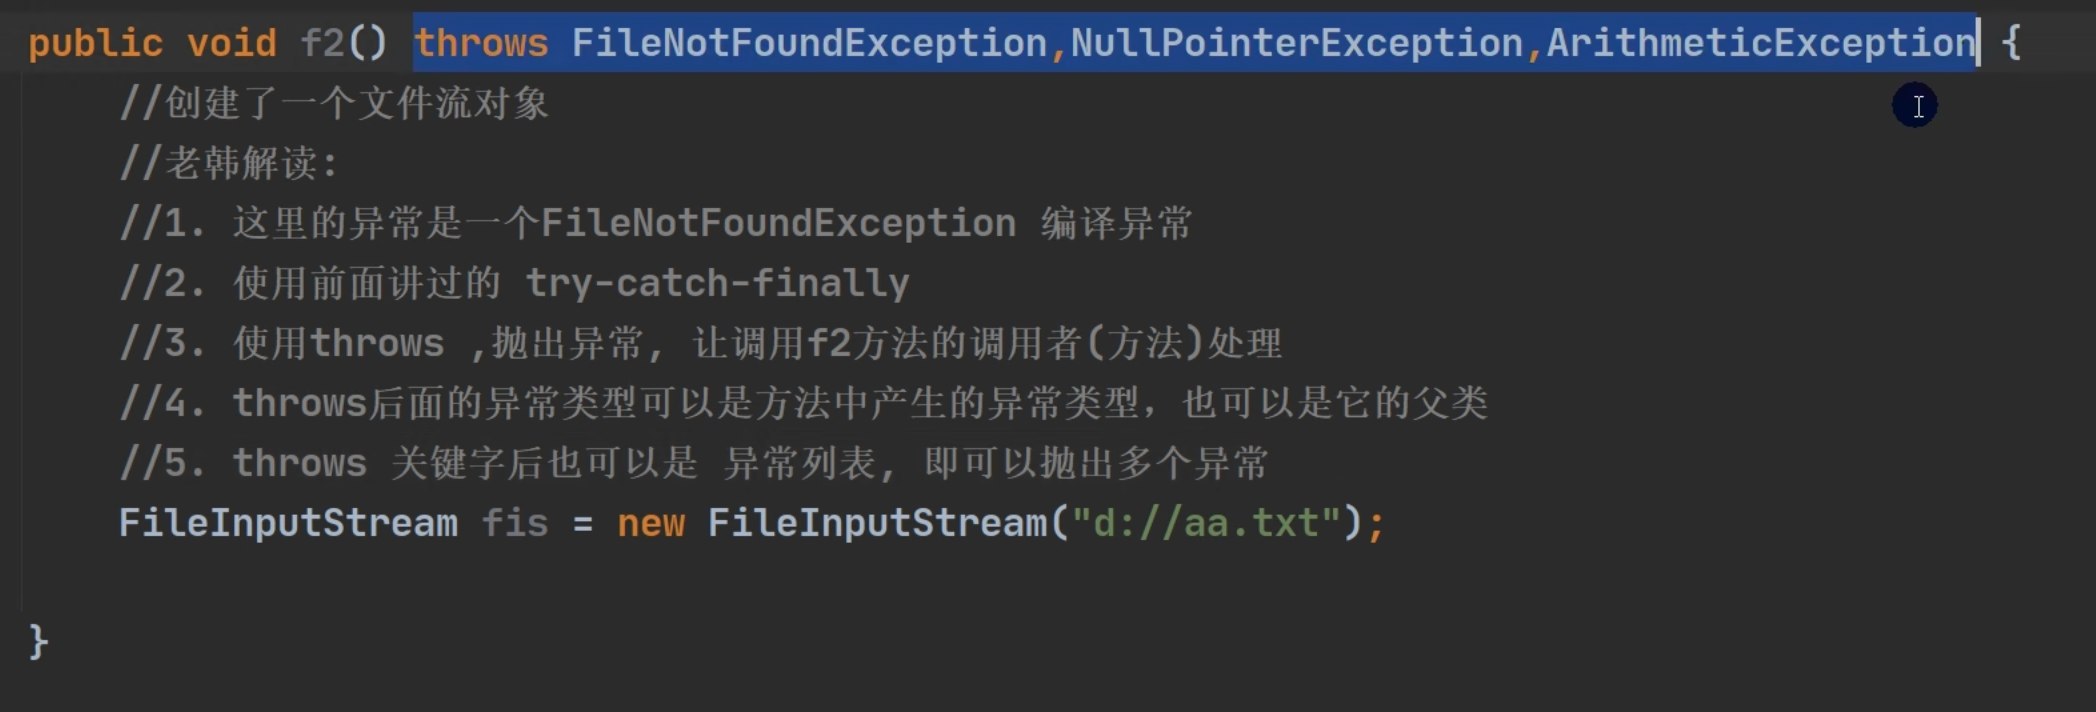 public void f2() throws FileNotFoundException,NullPointerException,ArithmeticException {
//创建了一个文件流对象
//老韩解读:
//1. 这里的异常是一个FileNotFoundException 编译异常
//2. 使用前面讲过的 try-catch-finally
//3. 使用throws ,抛出异常, 让调用f2方法的调用者(方法)处理
//4. throws后面的异常类型可以是方法中产生的异常类型，也可以是它的父类
//5. throws 关键字后也可以是 异常列表, 即可以抛出多个异常
FileInputStream fis = new FileInputStream("d://aa.txt");
}